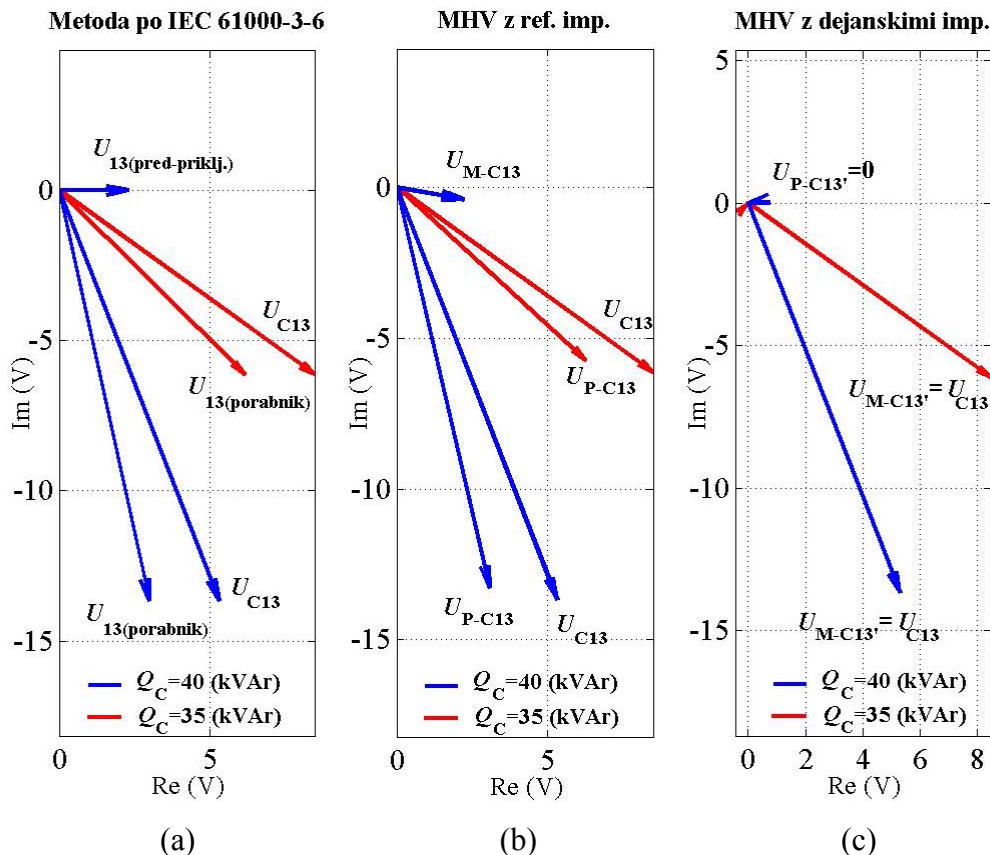 Metoda po IEC 61000-3-6
U13(pred-priklj.)
0
UC13
U13(porabnik)
-5
Im (V)
-10
UC13
U13(porabnik)
-15
QC=40 (kVAr)
QC=35 (kVAr)
0
5
Re (V)
(a)
MHV z ref. imp.
UM-C13
0
UC13
UP-C13
-5
Im (V)
-10
UP-C13
UC13
-15
QC=40 (kVAr)
QC=35 (kVAr)
0
5
Re (V)
(b)
MHV z dejanskimi imp.
5
UP-C13'=0
0
-5
UM-C13'= UC13
Im (V)
-10
UM-C13'= UC13
-15
QC=40 (kVAr)
QC=35 (kVAr)
0
2
4
6
8
Re (V)
(c)